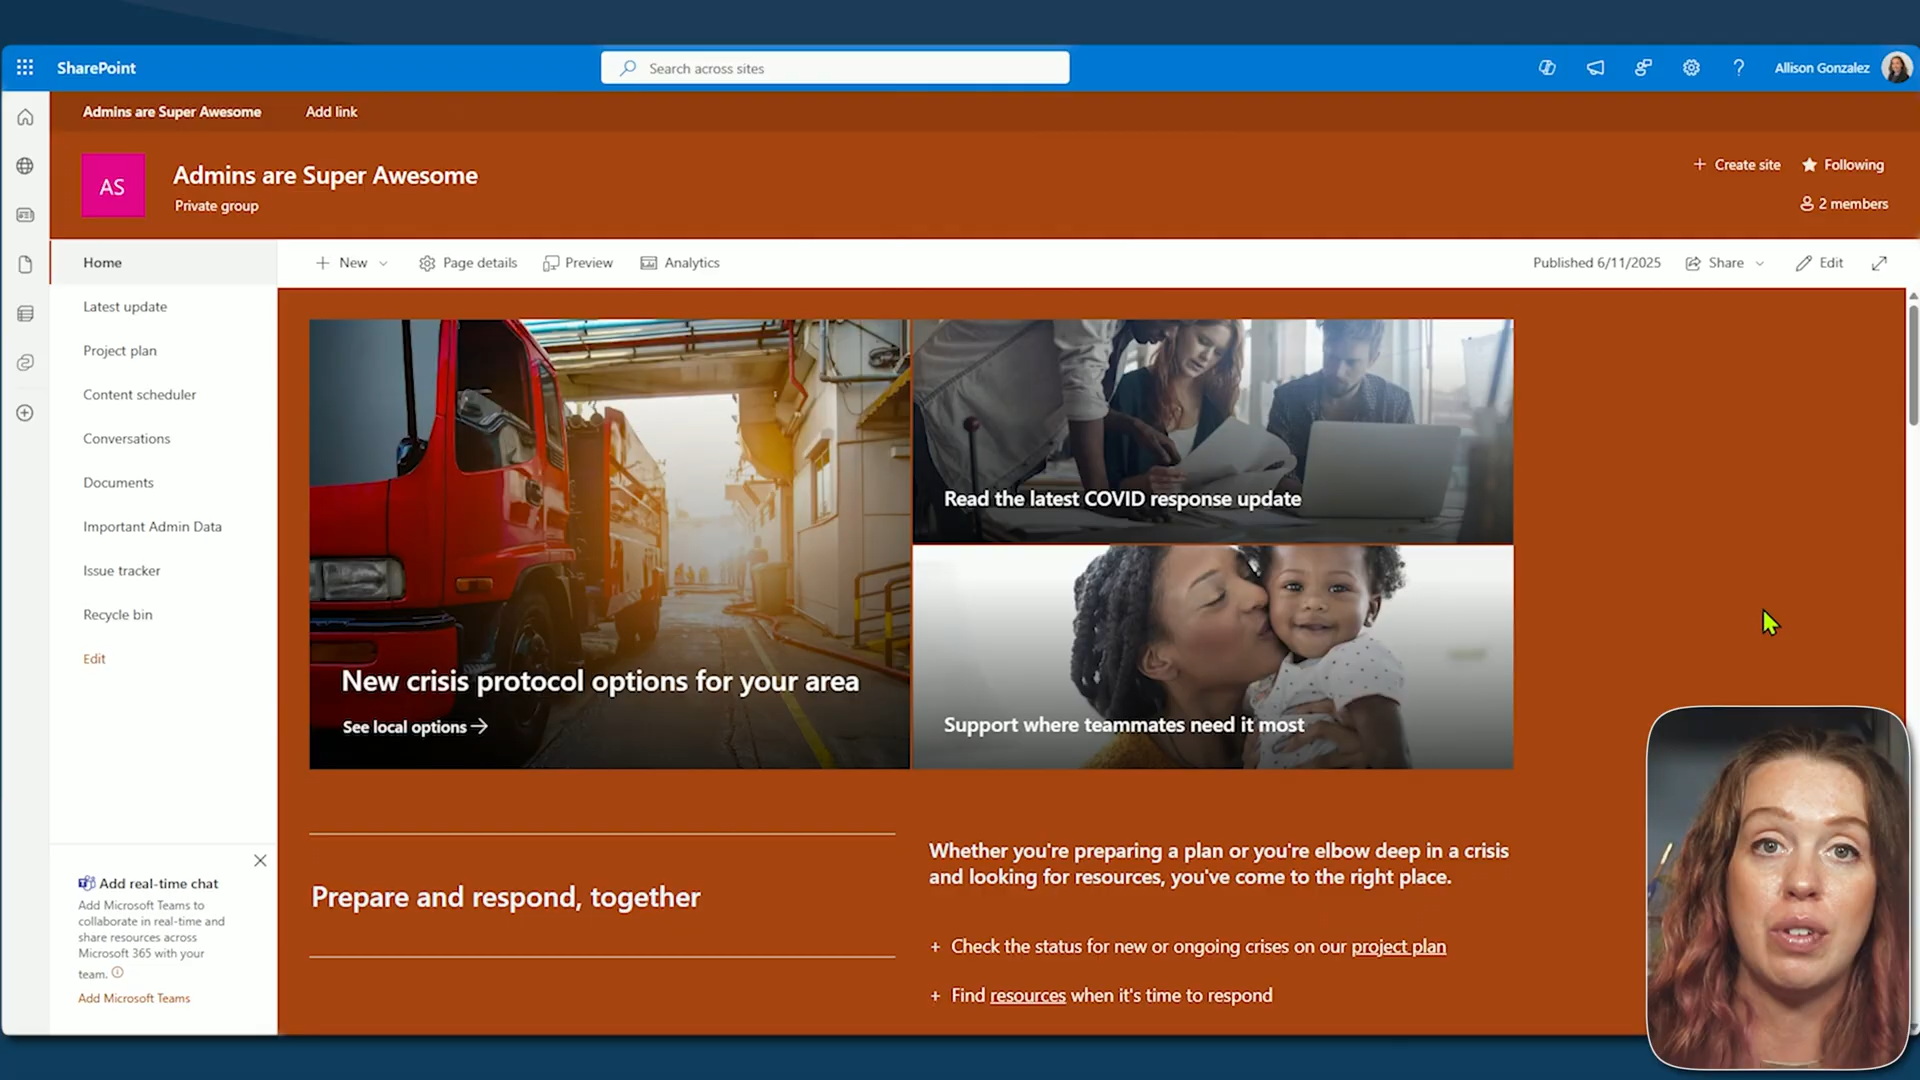 SharePoint
Search across sites
Allison Gonzalez
Admins are Super Awesome
Add link
AS
Admins are Super Awesome
Private group
Create site
Following
2 members
Home
New
Page details
Preview
Analytics
Published 6/11/2025
Share
Edit
Latest update
Project plan
Content scheduler
Conversations
Documents
Important Admin Data
Issue tracker
Recycle bin
Edit
New crisis protocol options for your area
See local options
Read the latest COVID response update
Support where teammates need it most
Add real-time chat
Add Microsoft Teams to
collaborate in real-time and
share resources across
Microsoft 365 with your
team.
Add Microsoft Teams
Prepare and respond, together
Whether you're preparing a plan or you're elbow deep in a crisis
and looking for resources, you've come to the right place.
+ Check the status for new or ongoing crises on our project plan
+ Find resources when it's time to respond